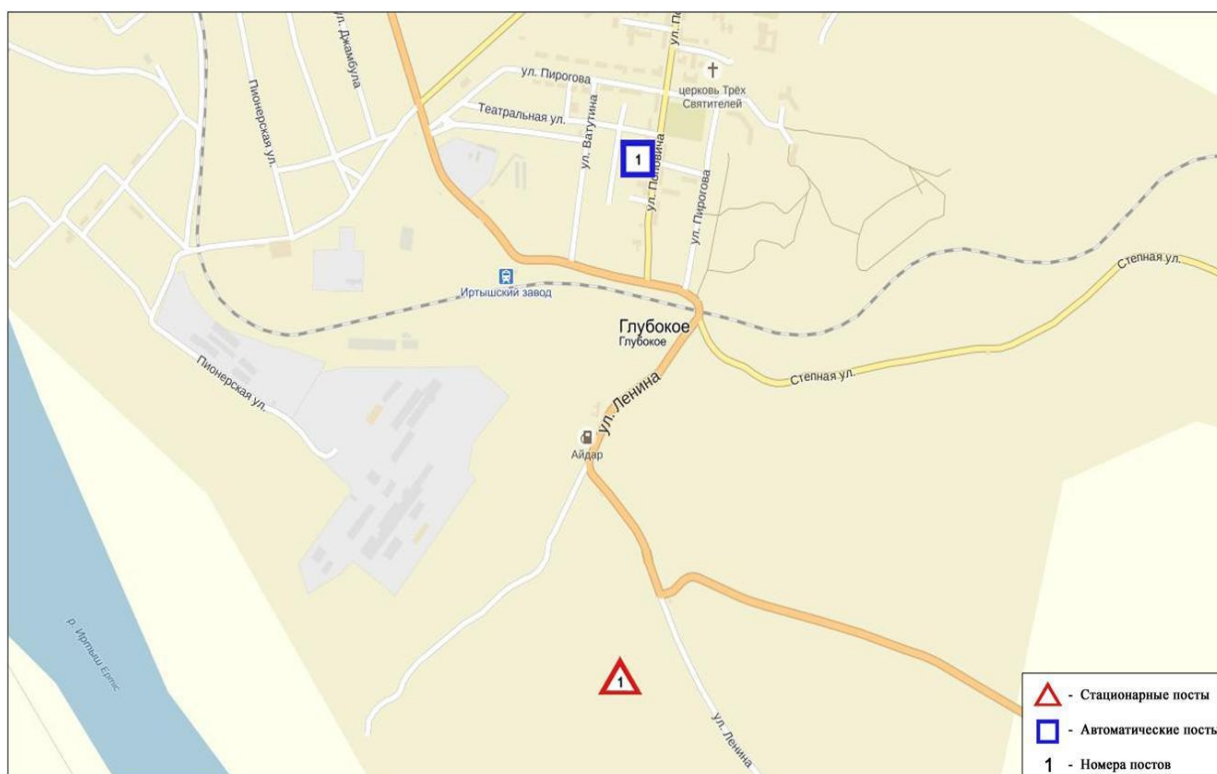 ул. Джамбула
ул. По
ул. Пирогова
церковь Трёх
Святителей
Пионерская ул.
Театральная ул.
ул. Ватутина
1
ул. Поповича
ул. Пирогова
Степная ул.
Иртышский завод
Глубокое
Глубокое
Пионерская ул.
Степная ул.
ул. Ленина
Айдар
р. Иртыш Ертіс
1
ул. Ленина
- Стационарные посты
- Автоматические посты
1 - Номера постов